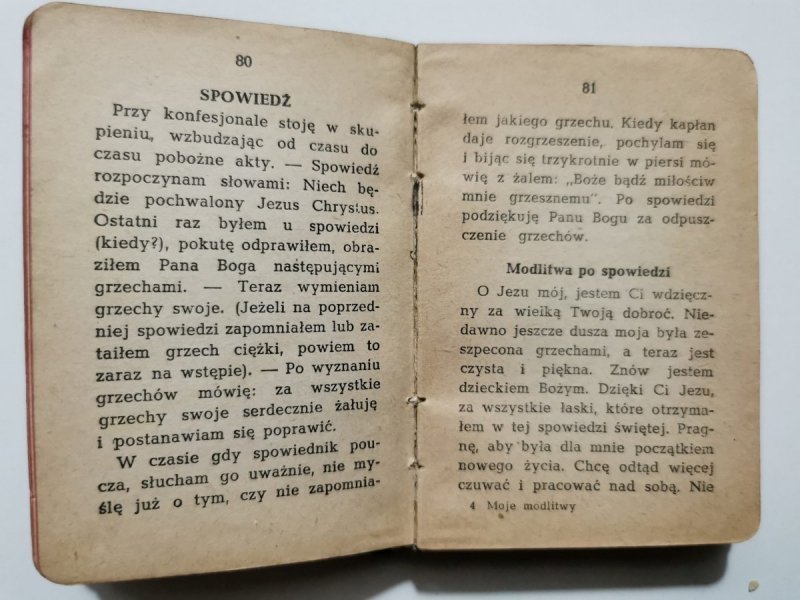 80
SPOWIEDŹ
Przy konfesjonale stoję w sku-
pieniu, wzbudzając od czasu do
czasu pobożne akty. — Spowiedź
rozpoczynam słowami: Niech bę-
dzie pochwalony Jezus Chrystus.
Ostatni raz byłem u spowiedzi
(kiedy?), pokutę odprawiłem, obra-
ziłem Pana Boga następującymi
grzechami. — Teraz wymieniam
grzechy swoje. (Jeżeli na poprzed-
niej spowiedzi zapomniałem lub za-
taiłem grzech ciężki, powiem to
zaraz na wstępie). — Po wyznaniu
grzechów mówię: za wszystkie
grzechy swoje serdecznie żałuję
i postanawiam się poprawić.
W czasie gdy spowiednik pou-
cza, słucham go uważnie, nie my-
ślę już o tym, czy nie zapomnia-
81
łem jakiego grzechu. Kiedy kapłan
daje rozgrzeszenie, pochylam się
i bijąc się trzykrotnie w piersi mó-
wię z żalem: „Boże bądź miłościw
mnie grzesznemu". Po spowiedzi
podziękuję Panu Bogu za odpusz-
czenie grzechów.
Modlitwa po spowiedzi
O Jezu mój, jestem Ci wdzięcz-
ny za wielką Twoją dobroć. Nie-
dawno jeszcze dusza moja była ze-
szpecona grzechami, a teraz jest
czysta i piękna. Znów jestem
dzieckiem Bożym. Dzięki Ci Jezu,
za wszystkie łaski, które otrzyma-
łem w tej spowiedzi świętej. Prag-
nę, aby była dla mnie początkiem
nowego życia. Chcę odtąd więcej
czuwać i pracować nad sobą. Nie
4 Moje modlitwy